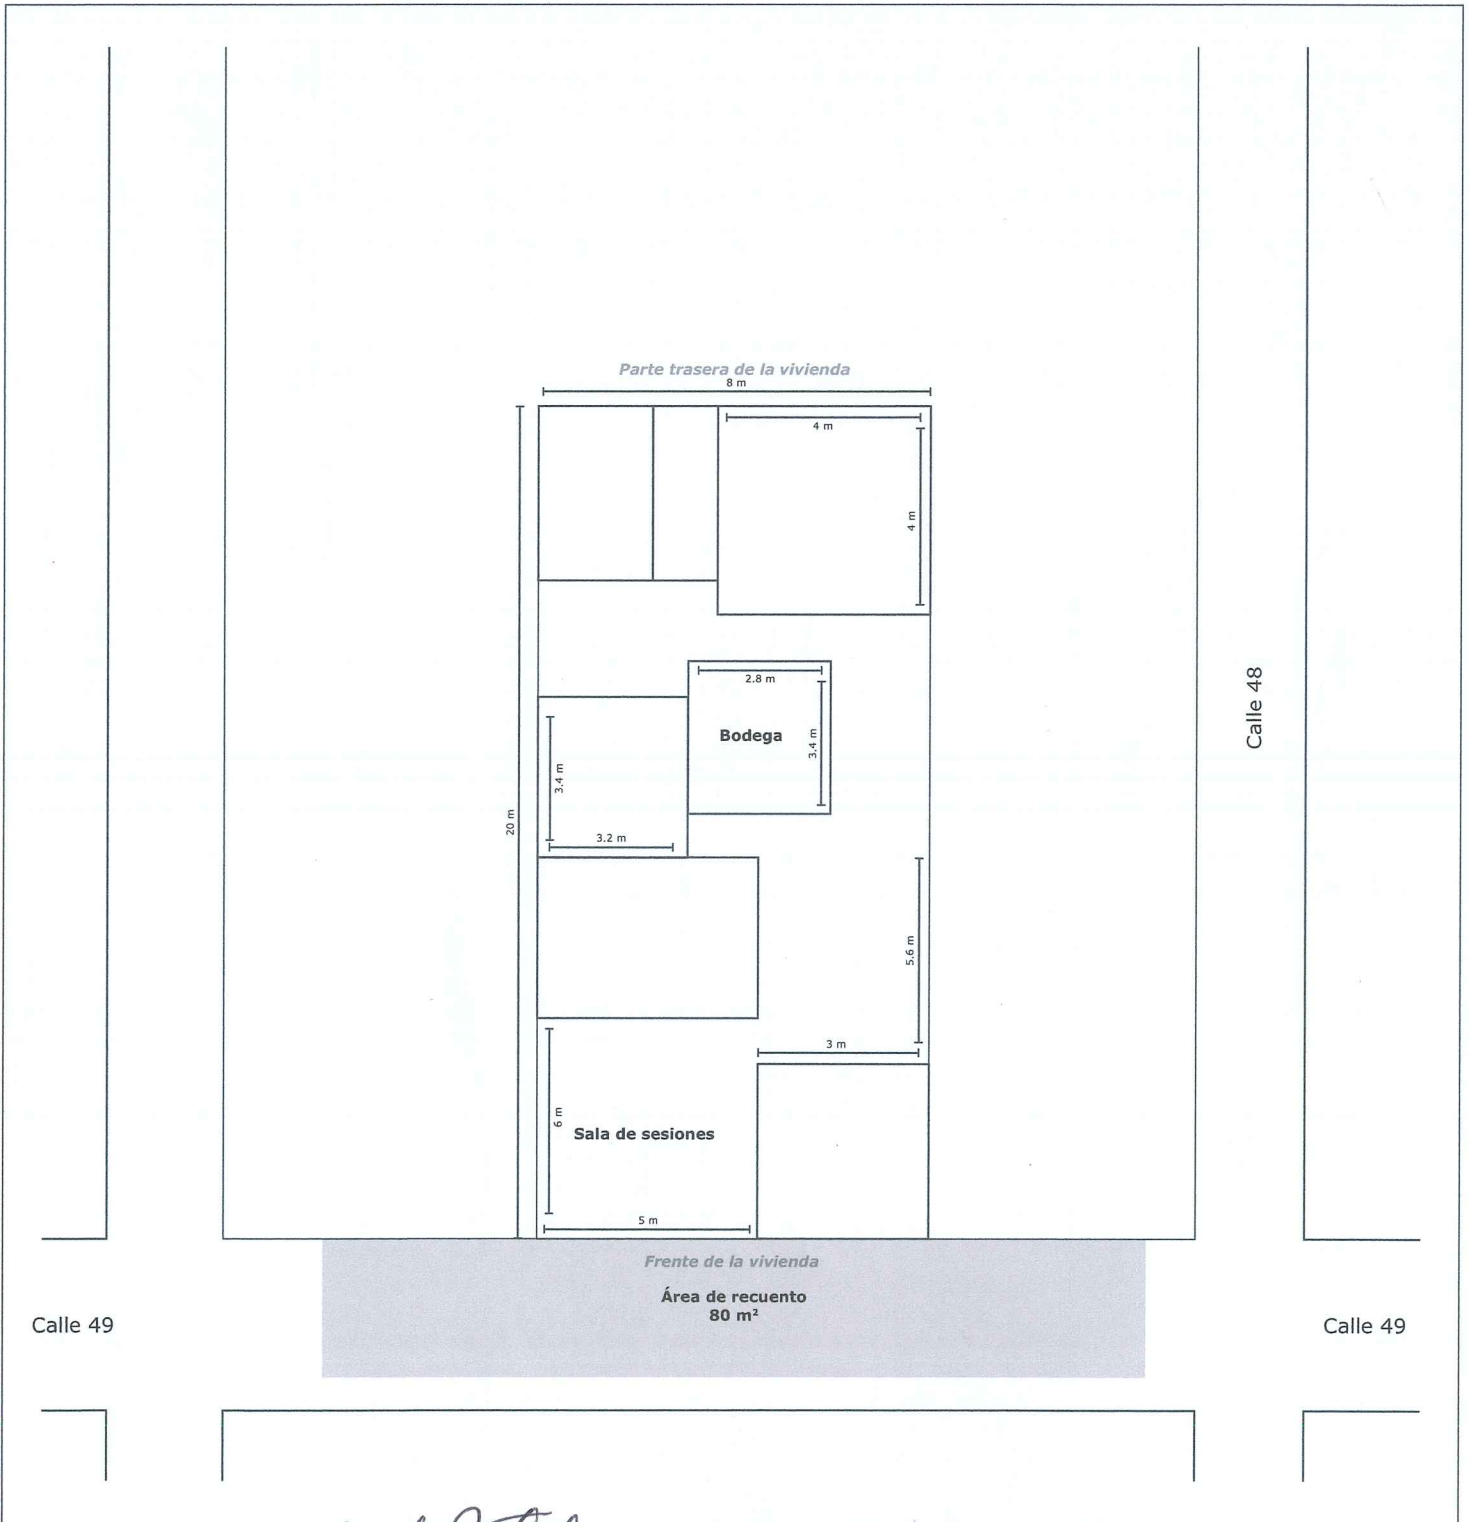 Parte trasera de la vivienda
8 m
4 m
4 m
2.8 m
Bodega
3.4 m
3.4 m
3.2 m
20 m
Calle 48
5.6 m
3 m
6 m
Sala de sesiones
5 m
Frente de la vivienda
Área de recuento
80 m²
Calle 49
Calle 49